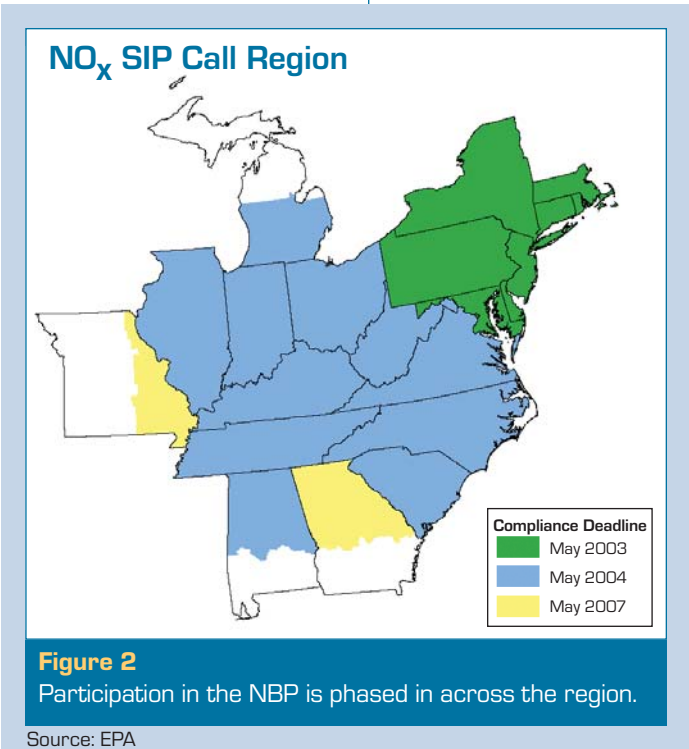 NOx SIP Call Region
Compliance Deadline
May 2003
May 2004
May 2007
Figure 2
Participation in the NBP is phased in across the region.
Source: EPA